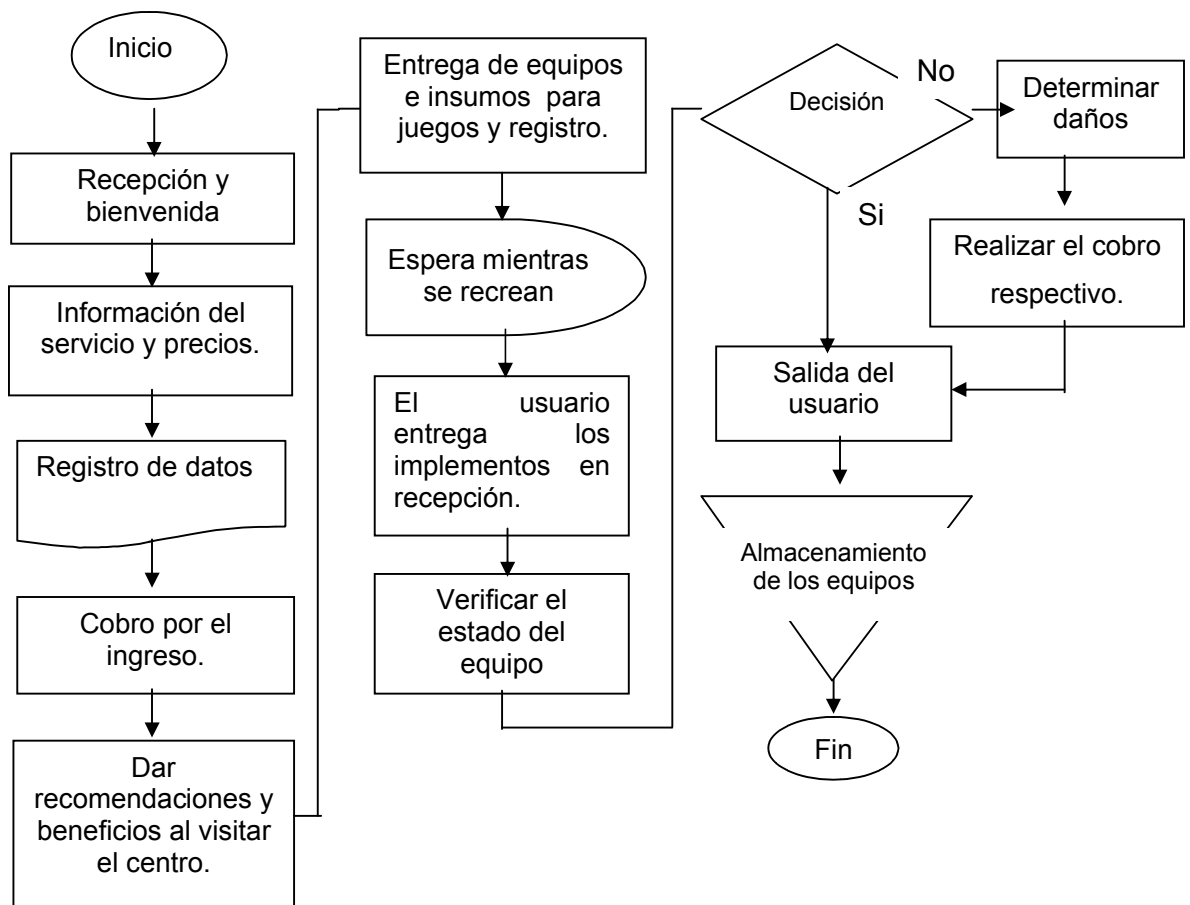 Inicio
Recepción y
bienvenida
Información del
servicio y precios.
Registro de datos
Cobro por el
ingreso.
Dar
recomendaciones y
beneficios al visitar
el centro.
Entrega de equipos
e insumos para
juegos y registro.
Espera mientras
se recrean
El usuario
entrega los
implementos en
recepción.
Verificar el
estado del
equipo
Decisión
No
Si
Determinar
daños
Realizar el cobro
respectivo.
Salida del
usuario
Almacenamiento
de los equipos
Fin